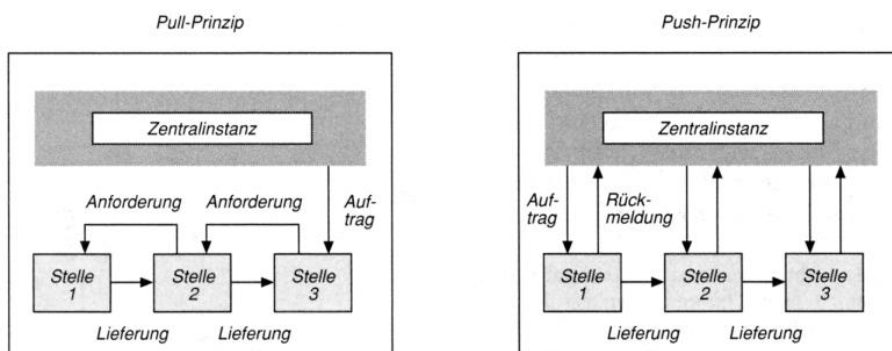 Pull-Prinzip
Zentralinstanz
Anforderung Anforderung Auf-
trag
Stelle
1
Stelle
2
Stelle
3
Lieferung Lieferung
Push-Prinzip
Zentralinstanz
Auf-
trag
Rück-
meldung
Stelle
1
Stelle
2
Stelle
3
Lieferung Lieferung